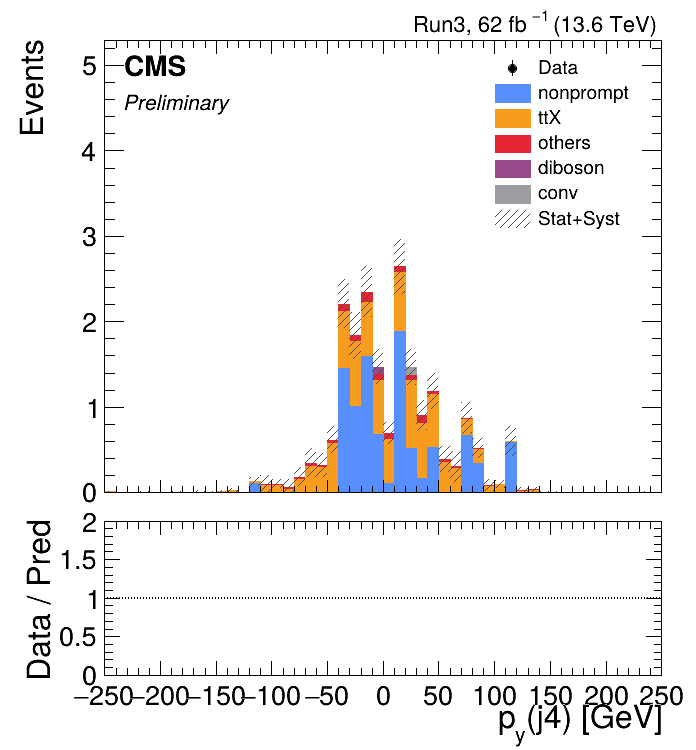 Run3, 62 fb⁻¹ (13.6 TeV)
Events
CMS
Preliminary
Data
nonprompt
ttX
others
diboson
conv
Stat+Syst
5
4
3
2
1
0
Data / Pred
2
1.5
1
0.5
0
−250 −200 −150 −100 −50 0 50 100 150 200 250
p_y(j4) [GeV]